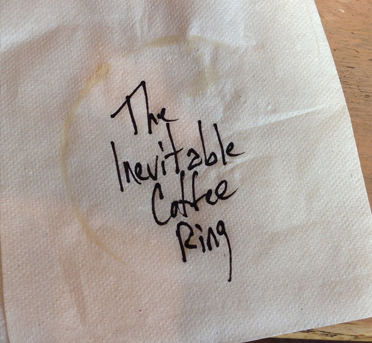 The
Inevitable
Coffee
Ring